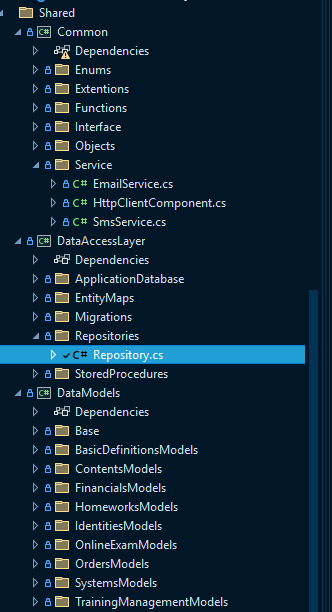 Shared
C# Common
Dependencies
Enums
Extentions
Functions
Interface
Objects
Service
C# EmailService.cs
C# HttpClientComponent.cs
C# SmsService.cs
C# DataAccessLayer
Dependencies
ApplicationDatabase
EntityMaps
Migrations
Repositories
C# Repository.cs
StoredProcedures
C# DataModels
Dependencies
Base
BasicDefinitionsModels
ContentsModels
FinancialsModels
HomeworksModels
IdentitiesModels
OnlineExamModels
OrdersModels
SystemsModels
TrainingManagementModels